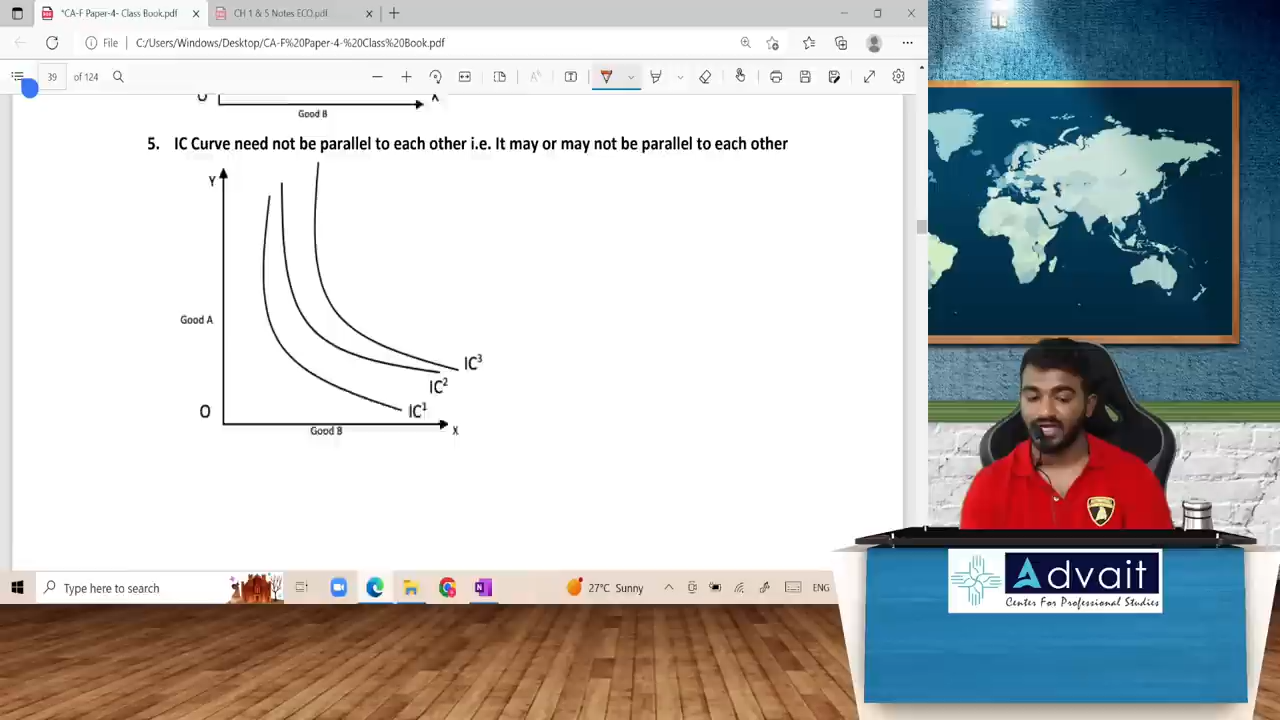 *CA-F Paper-4- Class Book.pdf
CH 1 & S Notes ECO.pdf
File
C:/Users/Windows/Desktop/CA-F%20Paper-4-%20Class%20Book.pdf
39 of 124
Good B
5. IC Curve need not be parallel to each other i.e. It may or may not be parallel to each other
Y
Good A
IC³
IC²
IC¹
O
Good B
X
Type here to search
27°C Sunny
ENG
Advait
Center For Professional Studies